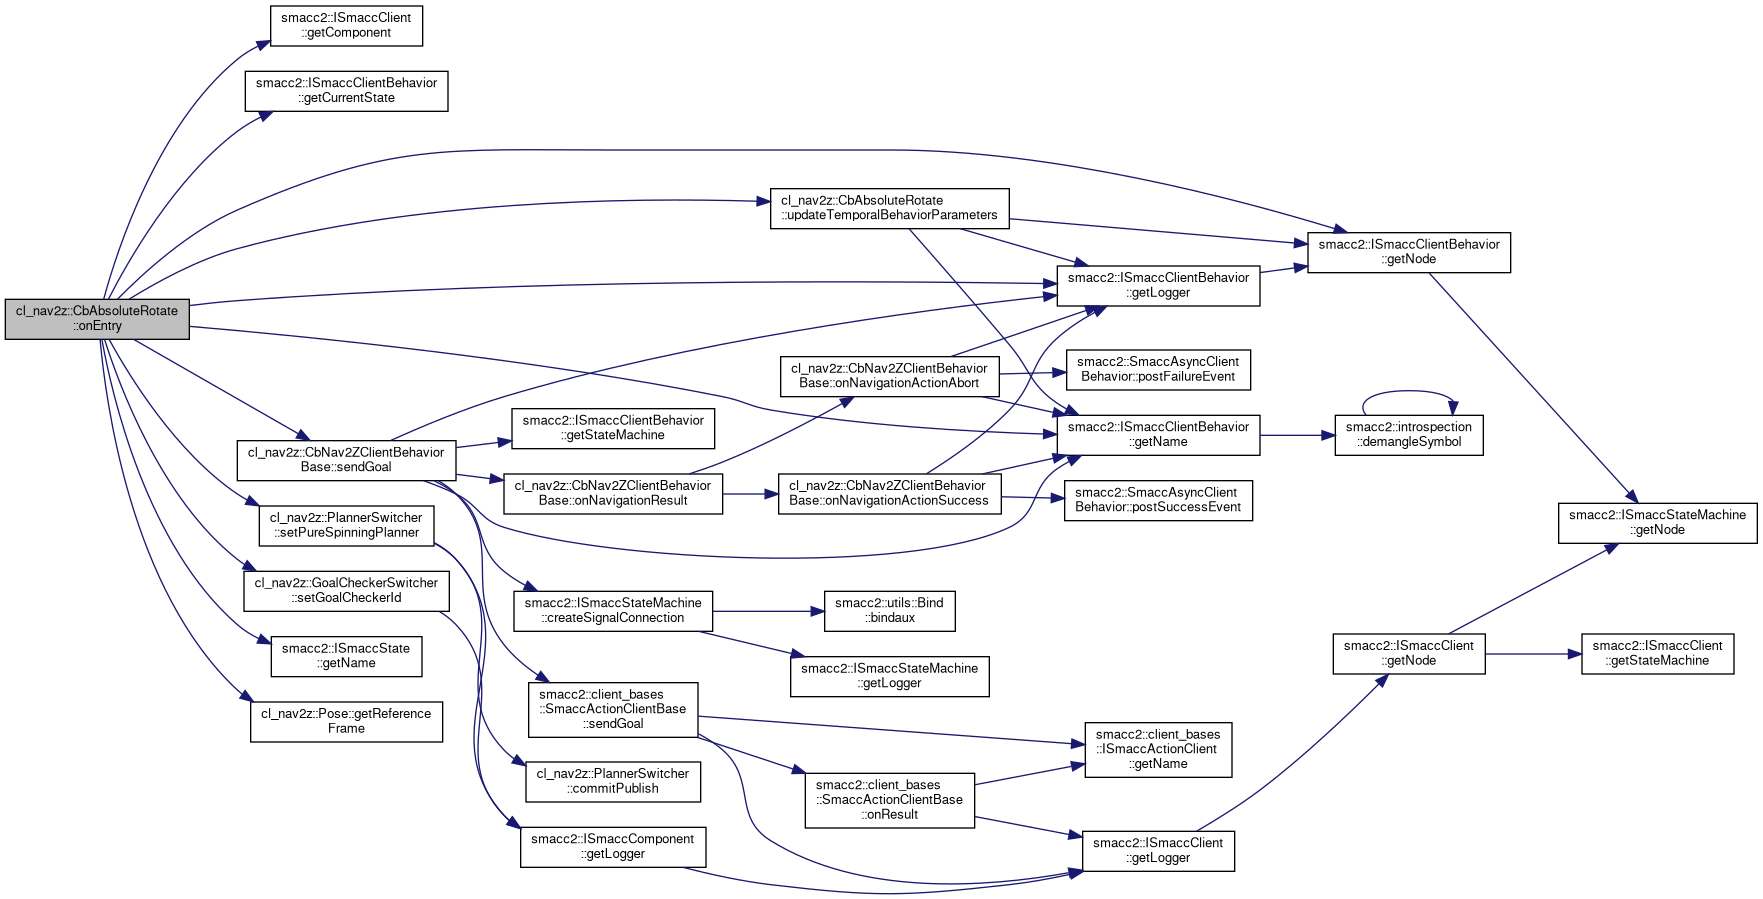 smacc2::ISmaccClient
::getComponent
smacc2::ISmaccClientBehavior
::getCurrentState
cl_nav2z::CbAbsoluteRotate
::updateTemporalBehaviorParameters
smacc2::ISmaccClientBehavior
::getNode
smacc2::ISmaccClientBehavior
::getLogger
cl_nav2z::CbAbsoluteRotate
::onEntry
cl_nav2z::CbNav2ZClientBehavior
Base::onNavigationActionAbort
smacc2::SmaccAsyncClient
Behavior::postFailureEvent
smacc2::ISmaccClientBehavior
::getStateMachine
smacc2::ISmaccClientBehavior
::getName
smacc2::introspection
::demangleSymbol
cl_nav2z::CbNav2ZClientBehavior
Base::sendGoal
cl_nav2z::CbNav2ZClientBehavior
Base::onNavigationResult
cl_nav2z::CbNav2ZClientBehavior
Base::onNavigationActionSuccess
smacc2::SmaccAsyncClient
Behavior::postSuccessEvent
cl_nav2z::PlannerSwitcher
::setPureSpinningPlanner
smacc2::ISmaccStateMachine
::getNode
cl_nav2z::GoalCheckerSwitcher
::setGoalCheckerId
smacc2::ISmaccStateMachine
::createSignalConnection
smacc2::utils::Bind
::bindaux
smacc2::ISmaccState
::getName
smacc2::ISmaccStateMachine
::getLogger
smacc2::ISmaccClient
::getNode
smacc2::ISmaccClient
::getStateMachine
cl_nav2z::Pose::getReference
Frame
smacc2::client_bases
::SmaccActionClientBase
::sendGoal
smacc2::client_bases
::ISmaccActionClient
::getName
cl_nav2z::PlannerSwitcher
::commitPublish
smacc2::client_bases
::SmaccActionClientBase
::onResult
smacc2::ISmaccComponent
::getLogger
smacc2::ISmaccClient
::getLogger